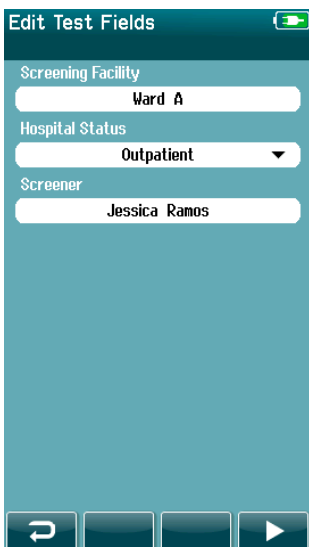 Edit Test Fields
Screening Facility
Ward A
Hospital Status
Outpatient
Screener
Jessica Ramos